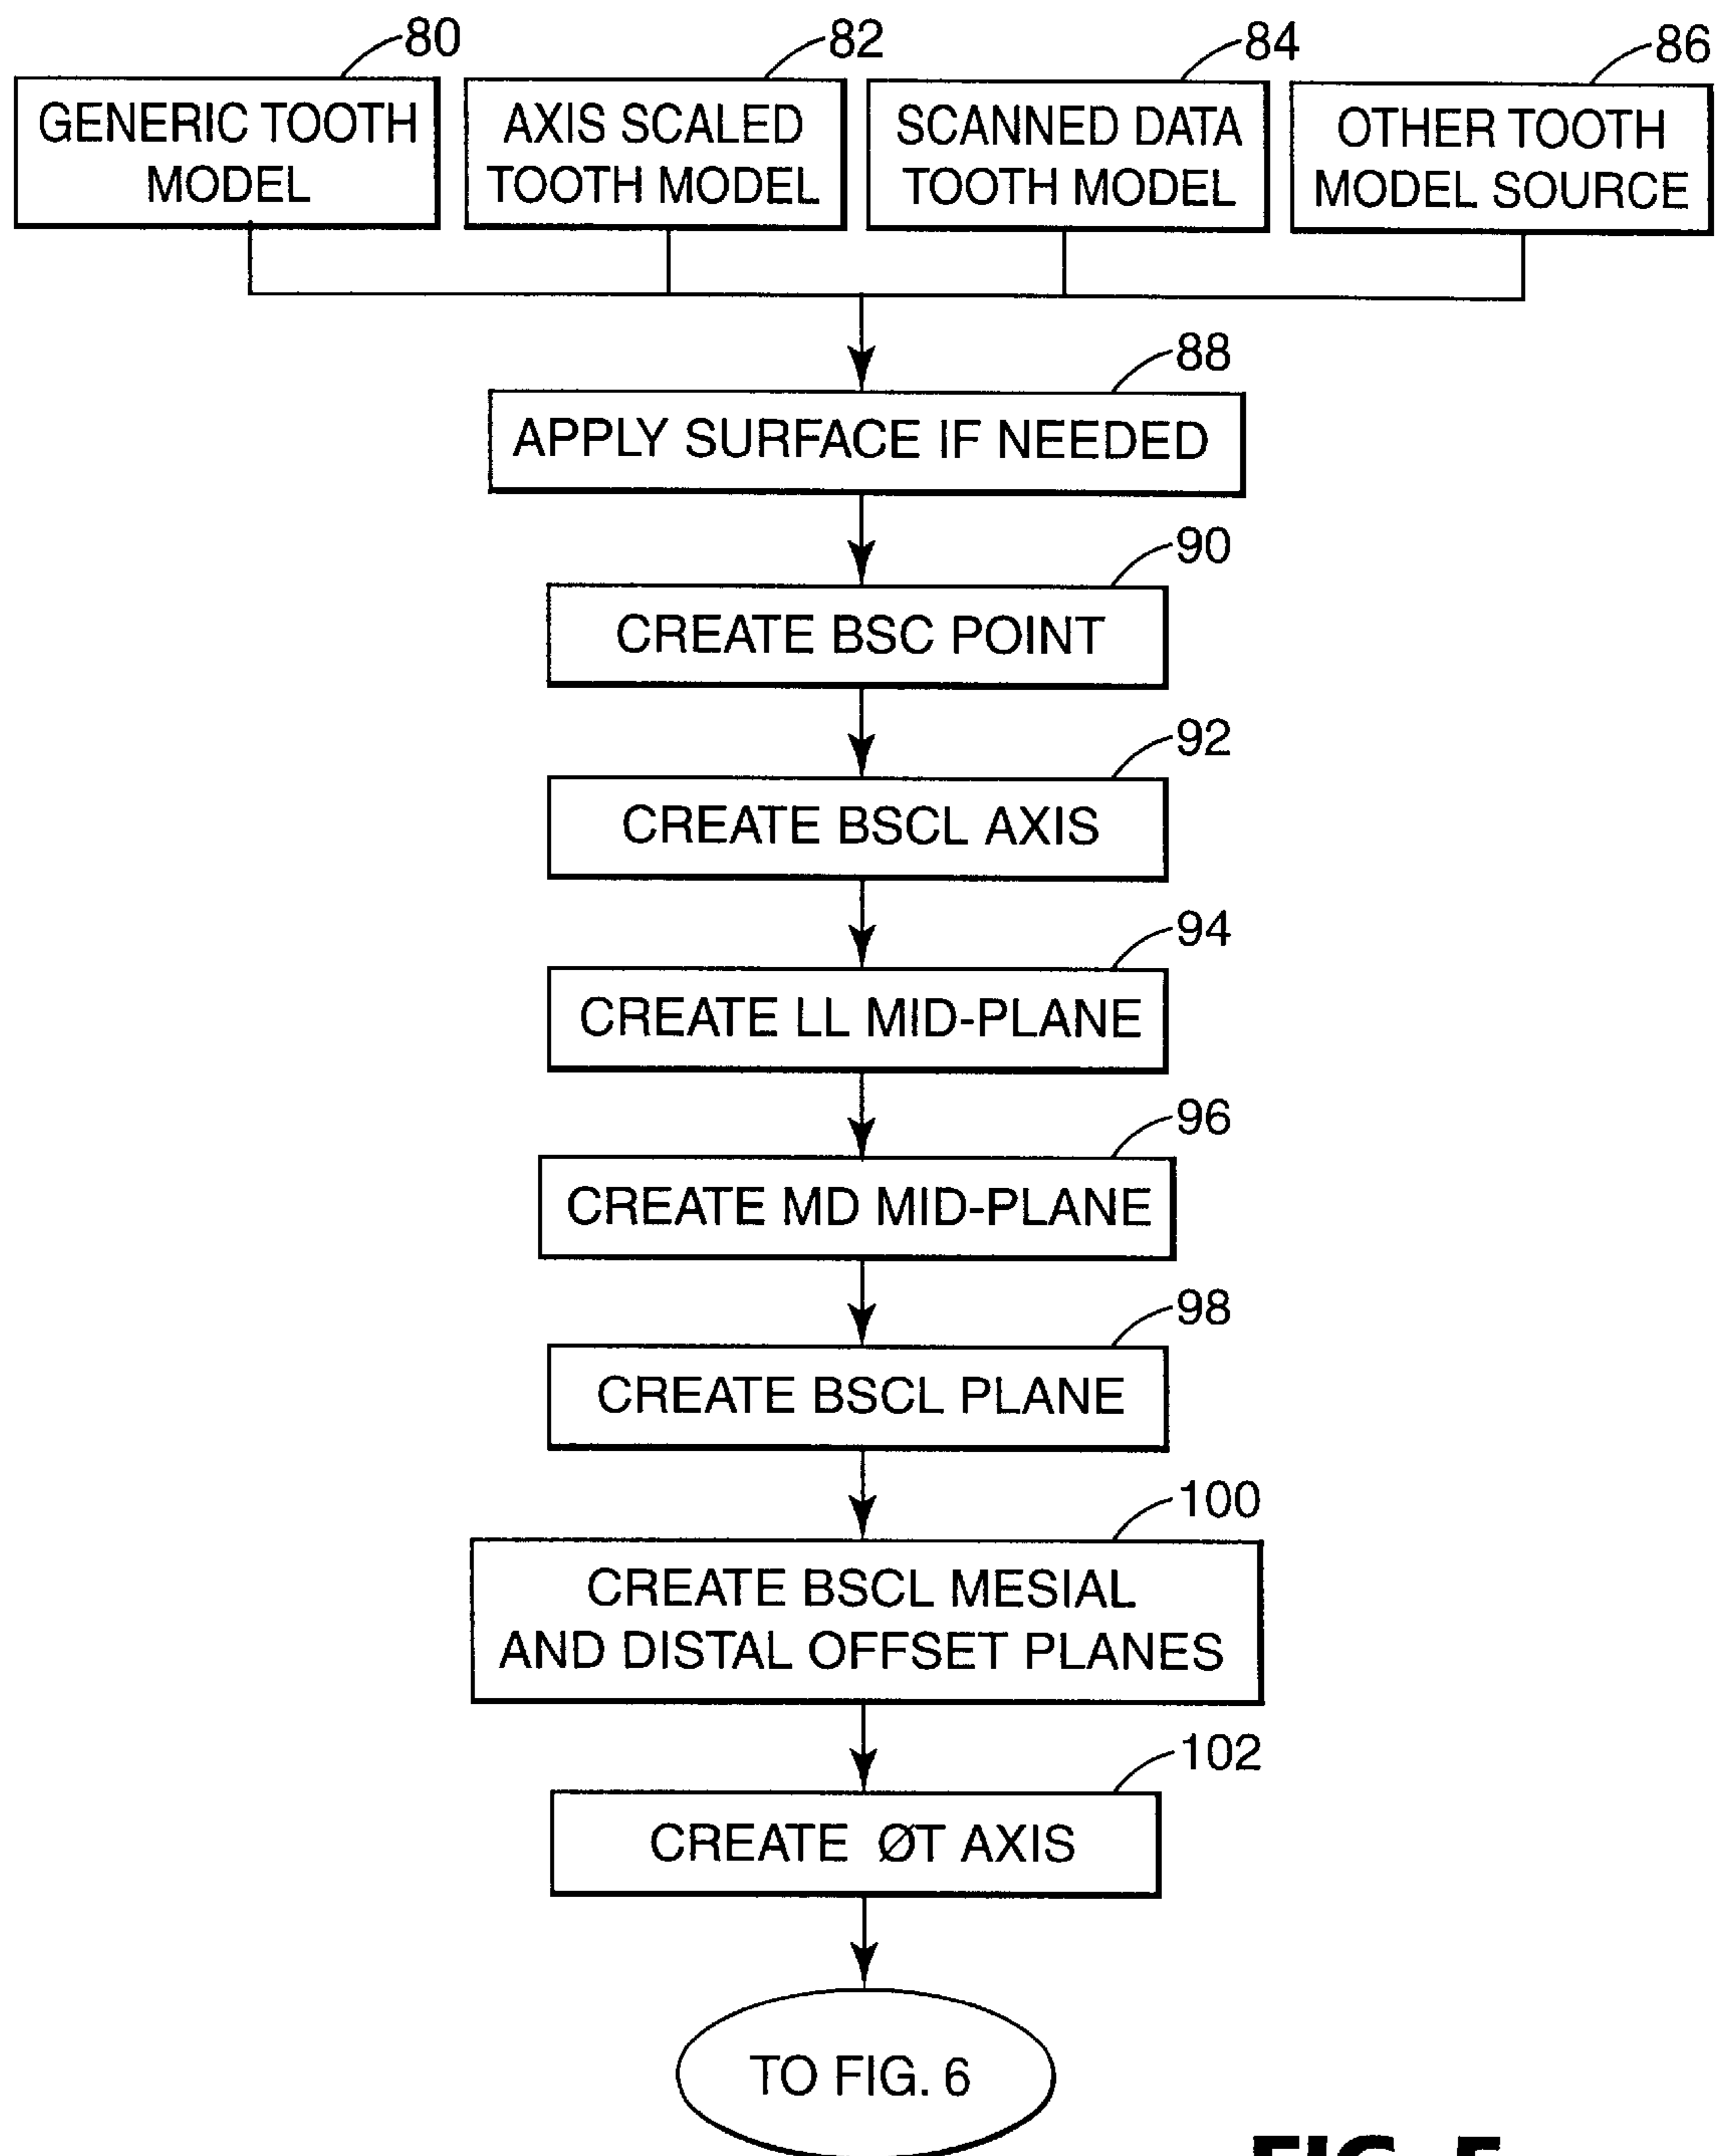 80
82
84
86
GENERIC TOOTH
MODEL
AXIS SCALED
TOOTH MODEL
SCANNED DATA
TOOTH MODEL
OTHER TOOTH
MODEL SOURCE
88
APPLY SURFACE IF NEEDED
90
CREATE BSC POINT
92
CREATE BSCL AXIS
94
CREATE LL MID-PLANE
96
CREATE MD MID-PLANE
98
CREATE BSCL PLANE
100
CREATE BSCL MESIAL
AND DISTAL OFFSET PLANES
102
CREATE ØT AXIS
TO FIG. 6